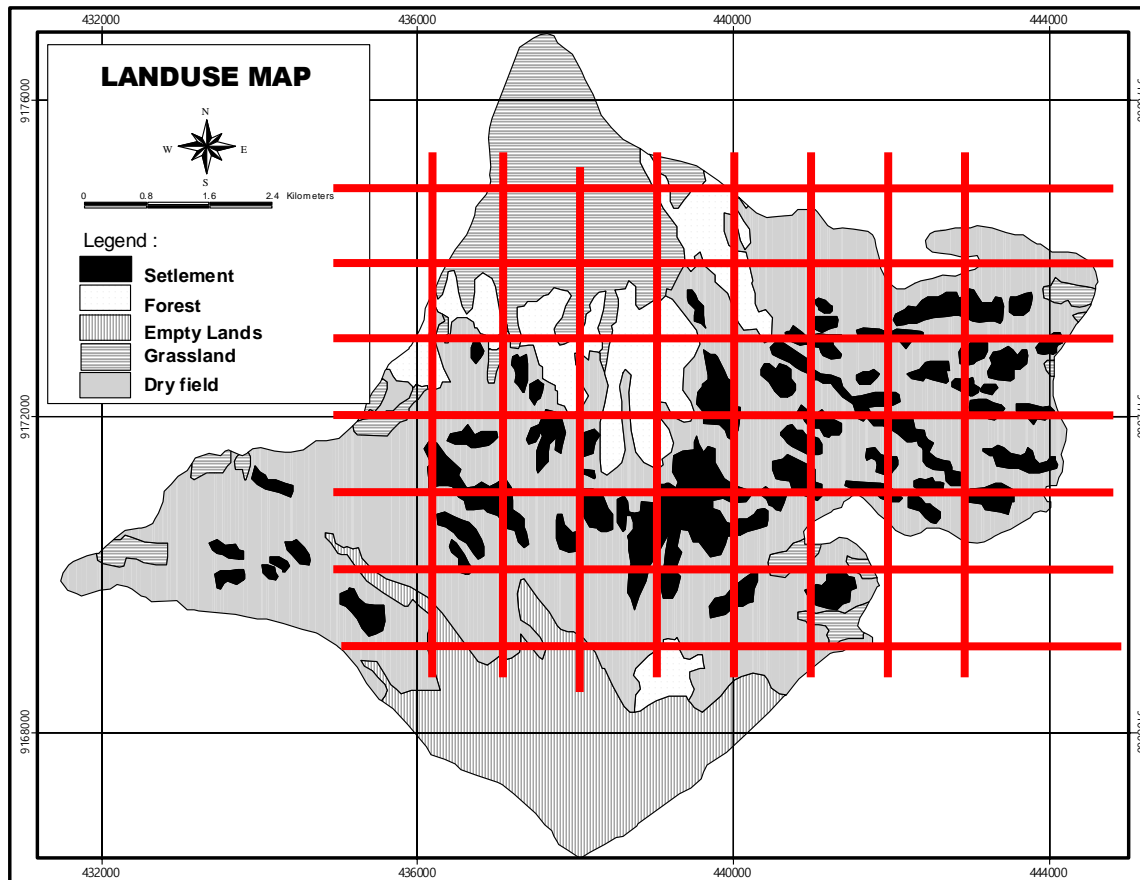 432000 436000 440000 444000
LANDUSE MAP
N
W E
S
0 0.8 1.6 2.4 Kilometers
Legend :
Setlement
Forest
Empty Lands
Grassland
Dry field
9176000
9172000
9168000
432000 436000 440000 444000